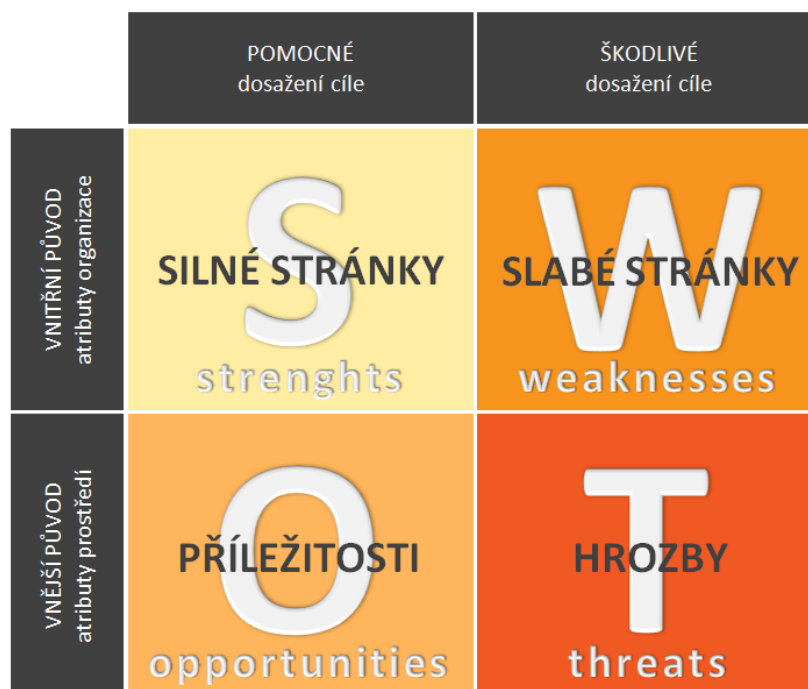 POMOCNÉ
dosažení cíle
ŠKODLIVÉ
dosažení cíle
VNITŘNÍ PŮVOD
atributy organizace
S
SILNÉ STRÁNKY
strenghts
W
SLABÉ STRÁNKY
weaknesses
VNĚJŠÍ PŮVOD
atributy prostředí
O
PŘÍLEŽITOSTI
opportunities
T
HROZBY
threats